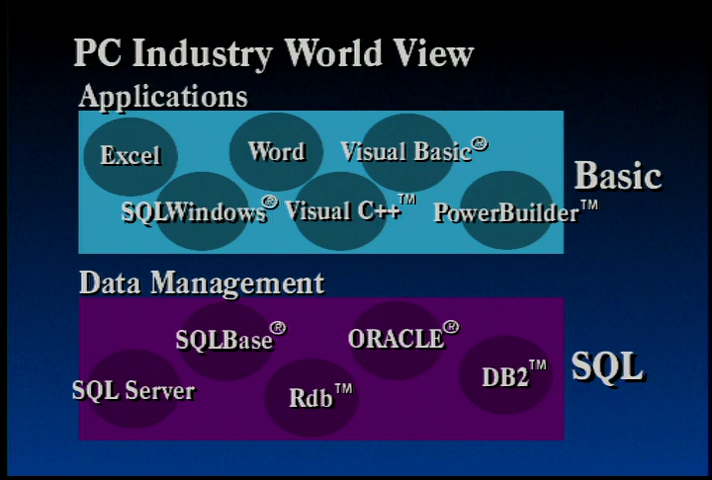 PC Industry World View
Applications
Excel Word Visual Basic®
Basic
SQLWindows® Visual C++™ PowerBuilder™
Data Management
SQLBase® ORACLE®
SQL
SQL Server Rdb™ DB2™